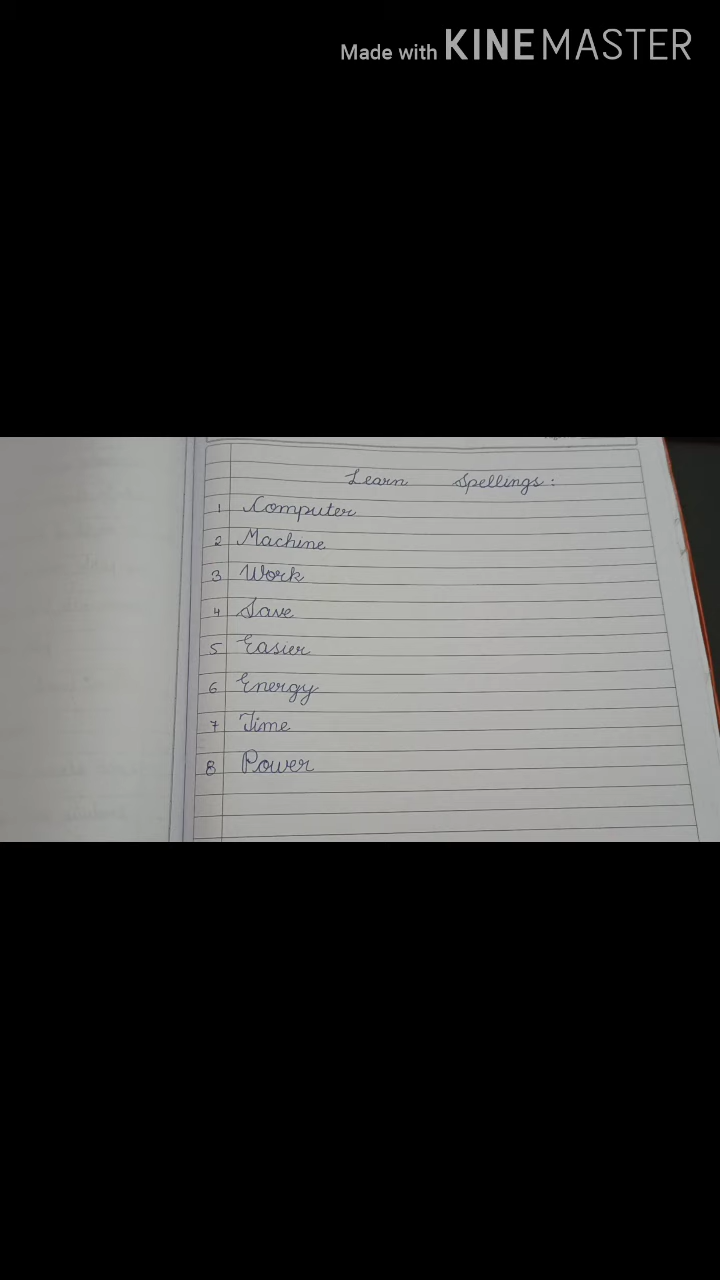 Made with KINEMASTER
Learn Spellings:
1 Computer
2 Machine
3 Work
4 Save
5 Easier
6 Energy
7 Time
8 Power